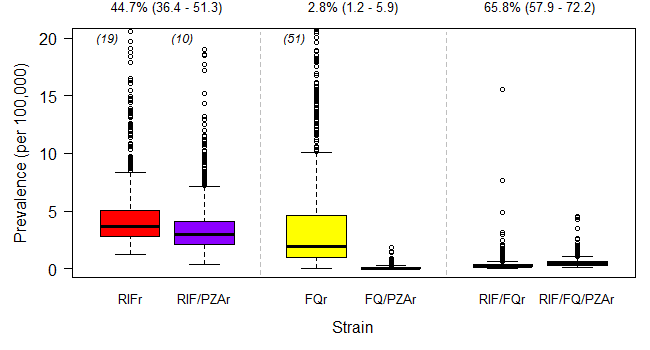 44.7% (36.4 - 51.3) 2.8% (1.2 - 5.9) 65.8% (57.9 - 72.2)
(19) (10) (51)
20
15
10
5
0
Prevalence (per 100,000)
RIFr RIF/PZAr FQr FQ/PZAr RIF/FQr RIF/FQ/PZAr
Strain